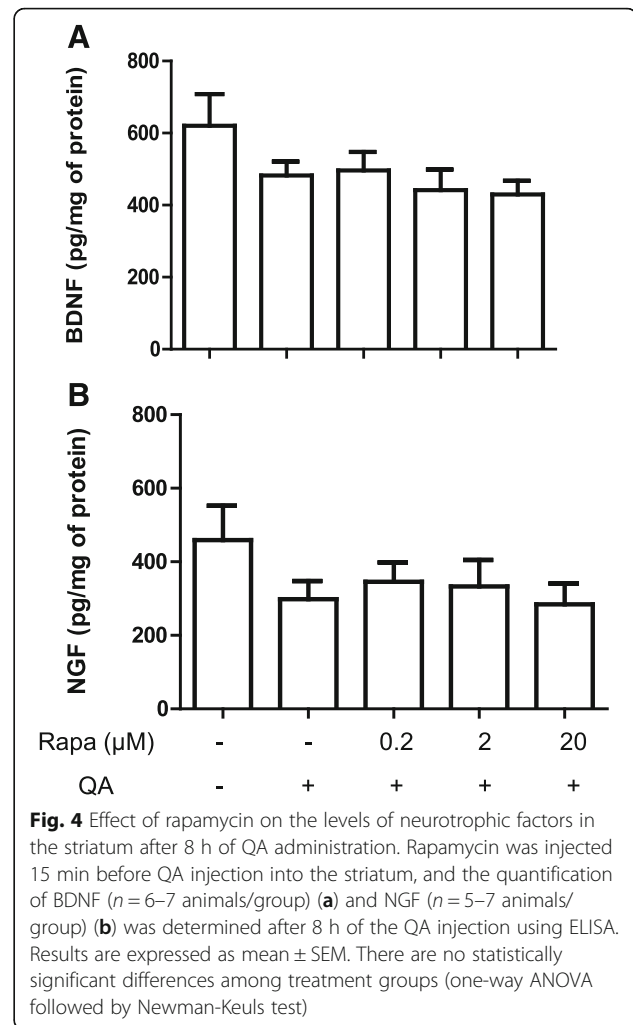 A
800
600
400
200
0
BDNF (pg/mg of protein)
B
800
600
400
200
0
NGF (pg/mg of protein)
Rapa (µM) - - 0.2 2 20
QA - + + + +
Fig. 4 Effect of rapamycin on the levels of neurotrophic factors in
the striatum after 8 h of QA administration. Rapamycin was injected
15 min before QA injection into the striatum, and the quantification
of BDNF (n = 6–7 animals/group) (a) and NGF (n = 5–7 animals/
group) (b) was determined after 8 h of the QA injection using ELISA.
Results are expressed as mean ± SEM. There are no statistically
significant differences among treatment groups (one-way ANOVA
followed by Newman-Keuls test)